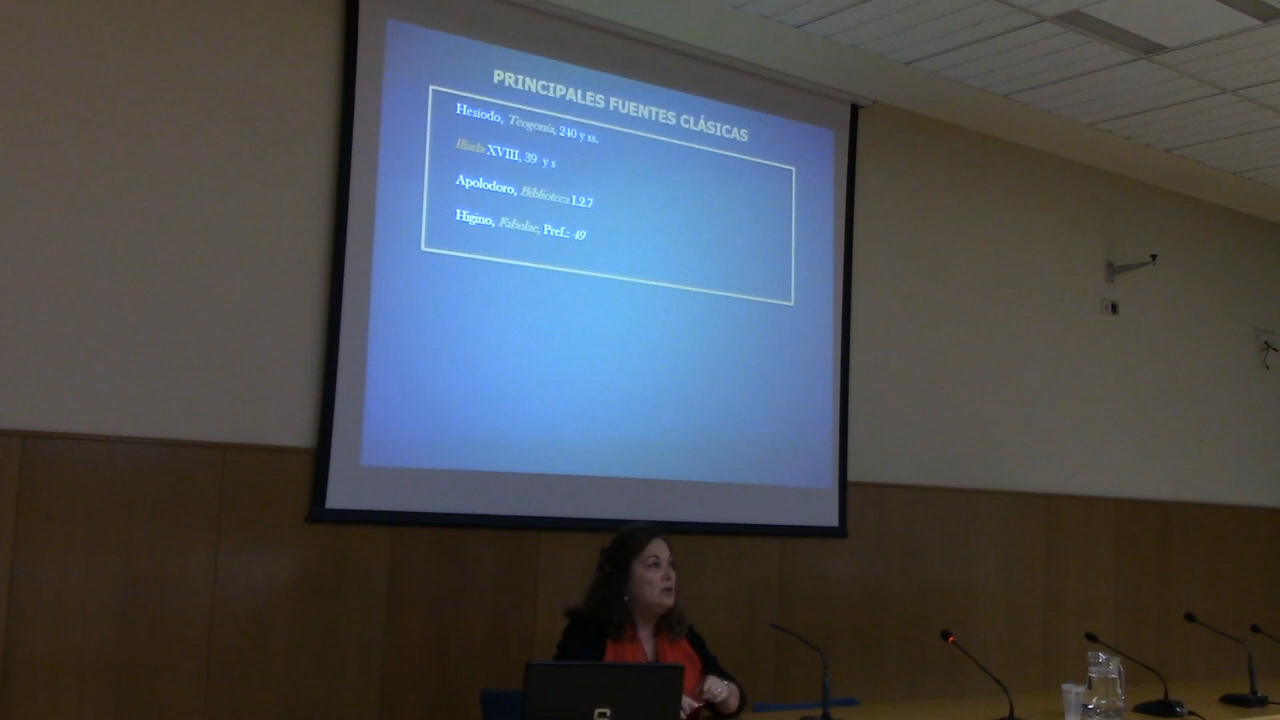 PRINCIPALES FUENTES CLÁSICAS
Hesíodo, Teogonía, 240 y ss.
Ilíada XVIII, 39 y s
Apolodoro, Biblioteca I.2.7
Higino, Fabulae, Pref.: 49